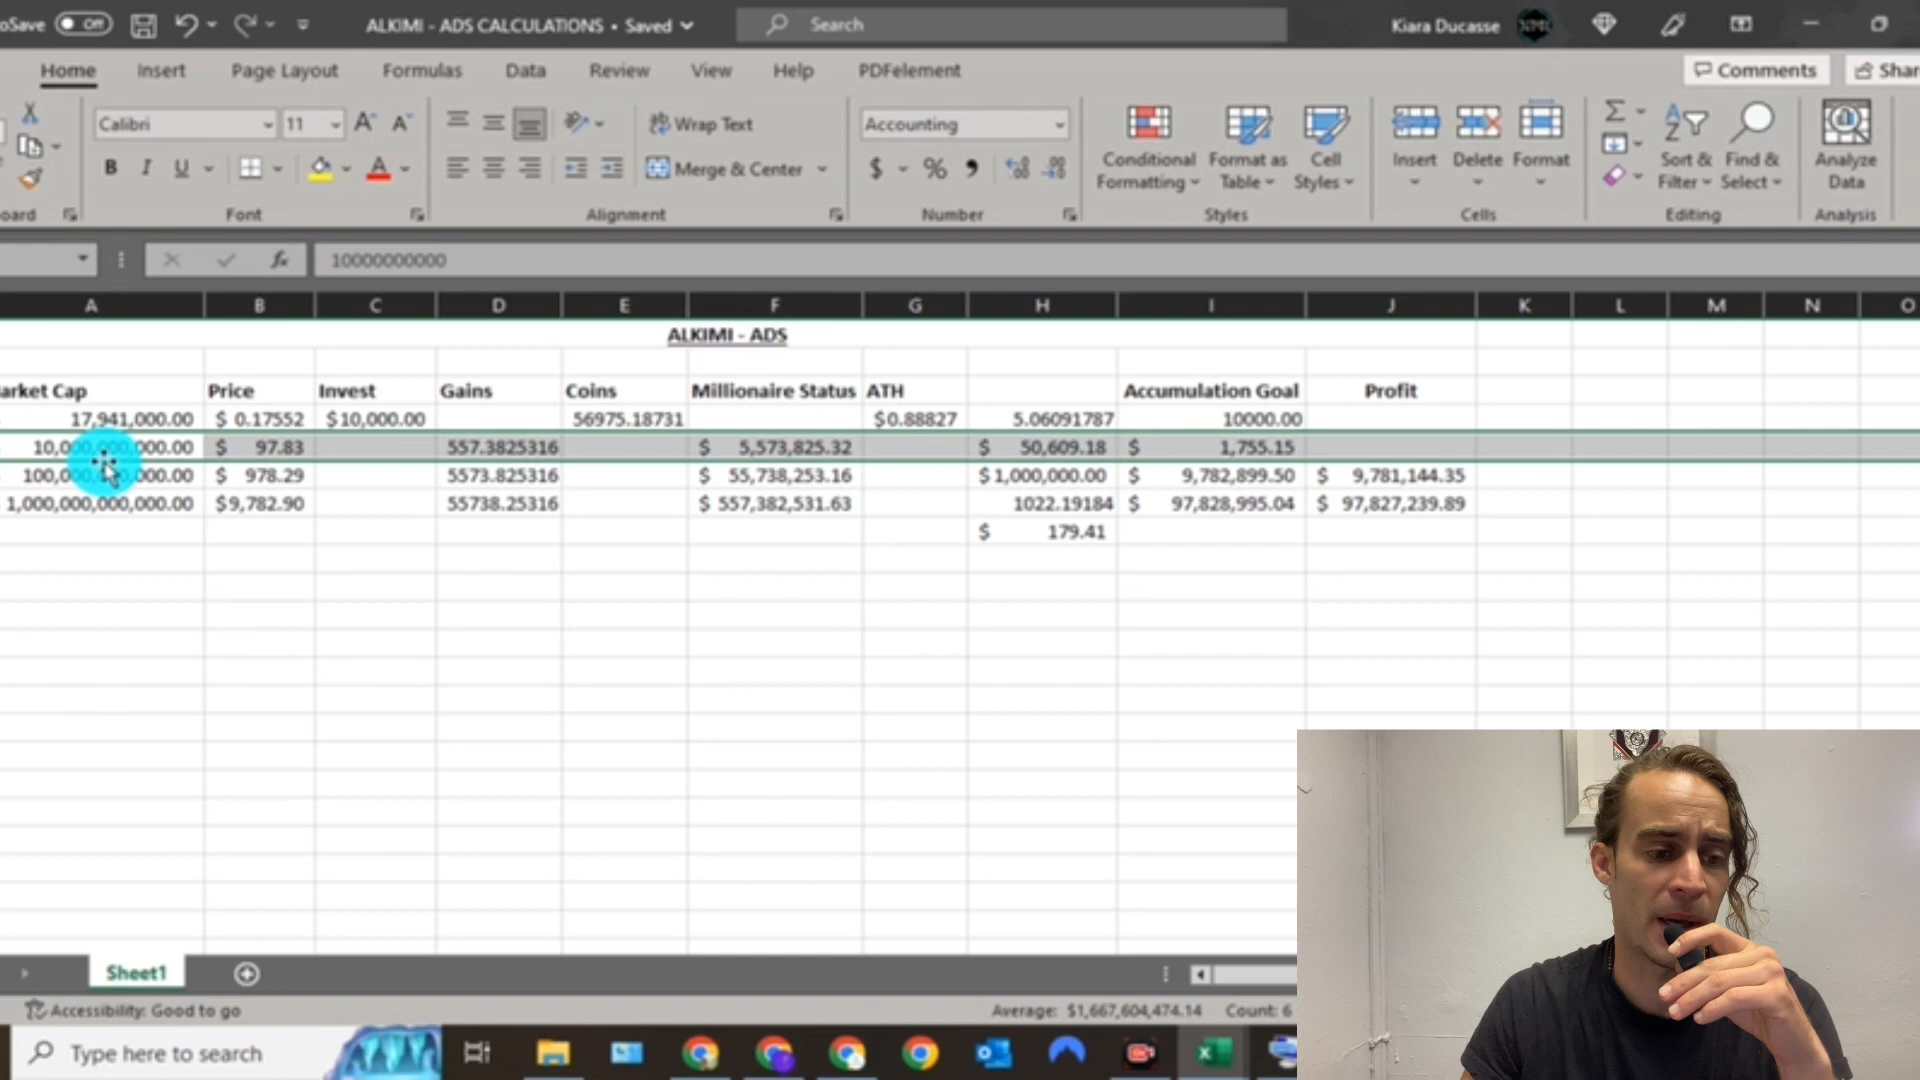 oSave Off ALKIMI - ADS CALCULATIONS • Saved Search Kiara Ducasse
Home Insert Page Layout Formulas Data Review View Help PDFelement Comments Shar
Calibri 11 A^ A˅ Wrap Text Accounting Conditional Formatting Format as Table Cell Styles Insert Delete Format Sort & Filter Find & Select Analyze Data
B I U A Merge & Center $ % ,
oard Font Alignment Number Styles Cells Editing Analysis
fx 10000000000
A B C D E F G H I J K L M N O
ALKIMI - ADS
arket Cap Price Invest Gains Coins Millionaire Status ATH Accumulation Goal Profit
17,941,000.00 $ 0.17552 $10,000.00 56975.18731 $0.88827 5.06091787 10000.00
10,000,000,000.00 $ 97.83 557.3825316 $ 5,573,825.32 $ 50,609.18 $ 1,755.15
100,000,000,000.00 $ 978.29 5573.825316 $ 55,738,253.16 $1,000,000.00 $ 9,782,899.50 $ 9,781,144.35
1,000,000,000,000.00 $9,782.90 55738.25316 $ 557,382,531.63 1022.19184 $ 97,828,995.04 $ 97,827,239.89
$ 179.41
Sheet1
Accessibility: Good to go Average: $1,667,604,474.14 Count: 6
Type here to search